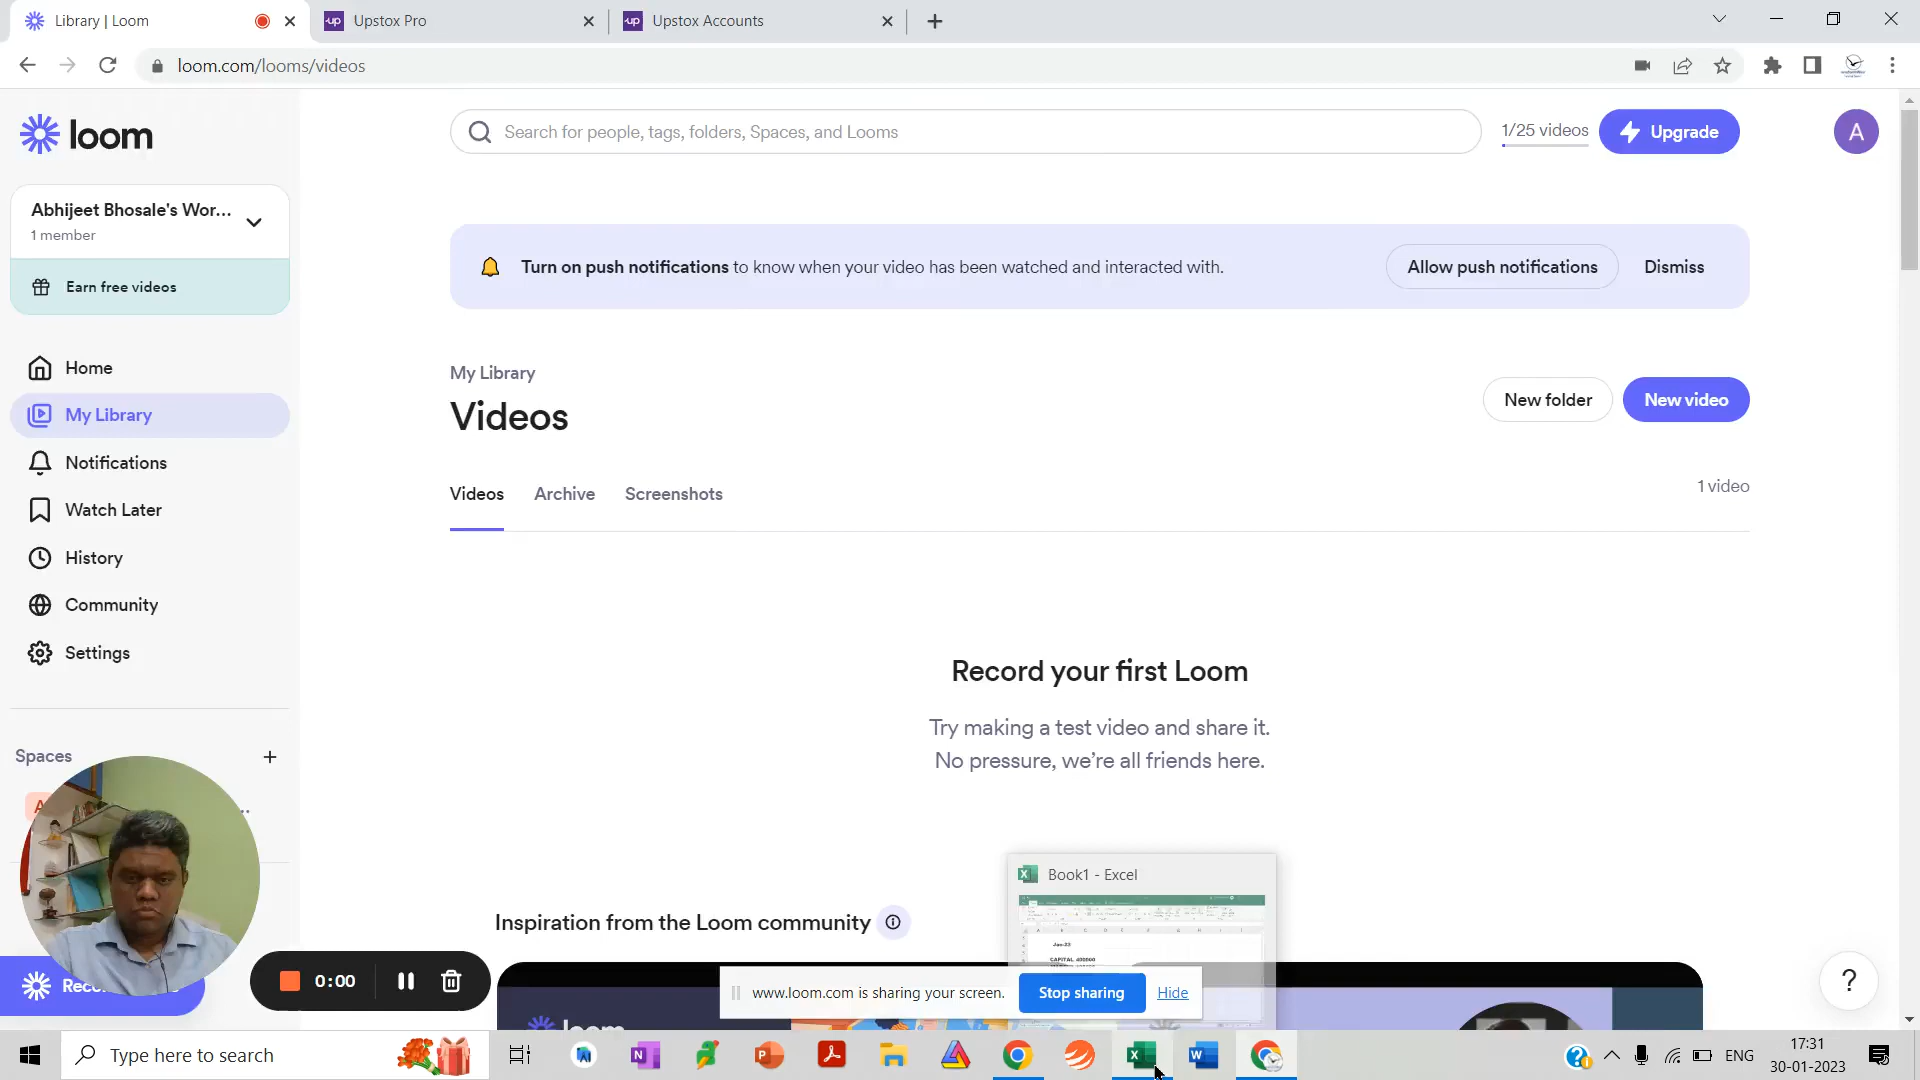 Library | Loom
Upstox Pro
Upstox Accounts
loom.com/looms/videos
loom
Search for people, tags, folders, Spaces, and Looms
1/25 videos
Upgrade
A
Abhijeet Bhosale's Wor...
1 member
Earn free videos
Turn on push notifications to know when your video has been watched and interacted with.
Allow push notifications
Dismiss
Home
My Library
Notifications
Watch Later
History
Community
Settings
My Library
Videos
New folder
New video
Videos
Archive
Screenshots
1 video
Record your first Loom
Try making a test video and share it.
No pressure, we're all friends here.
Spaces
Book1 - Excel
Jan-23
CAPITAL 400000
Inspiration from the Loom community
0:00
www.loom.com is sharing your screen.
Stop sharing
Hide
loom
?
Type here to search
ENG
17:31
30-01-2023